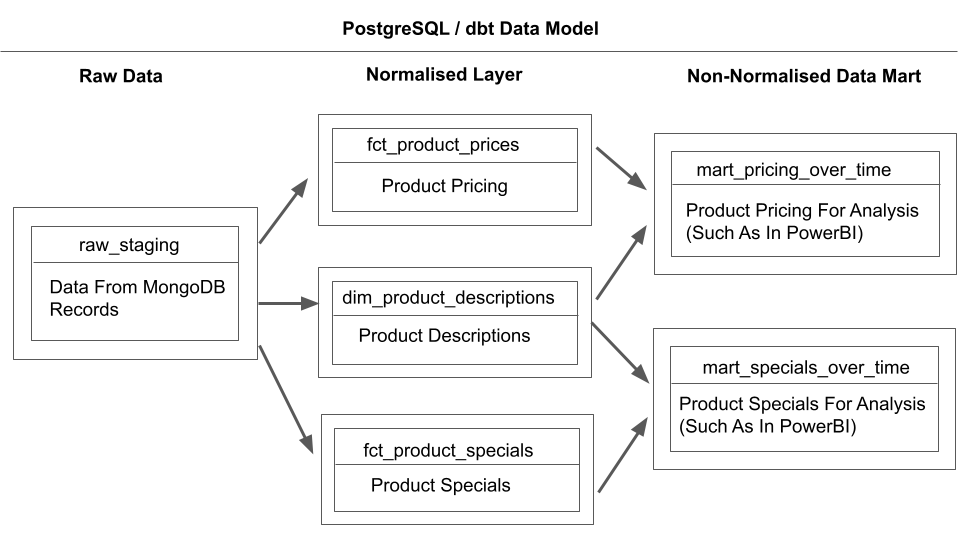 PostgreSQL / dbt Data Model
Raw Data
Normalised Layer
Non-Normalised Data Mart
raw_staging
Data From MongoDB
Records
fct_product_prices
Product Pricing
dim_product_descriptions
Product Descriptions
fct_product_specials
Product Specials
mart_pricing_over_time
Product Pricing For Analysis
(Such As In PowerBI)
mart_specials_over_time
Product Specials For Analysis
(Such As In PowerBI)